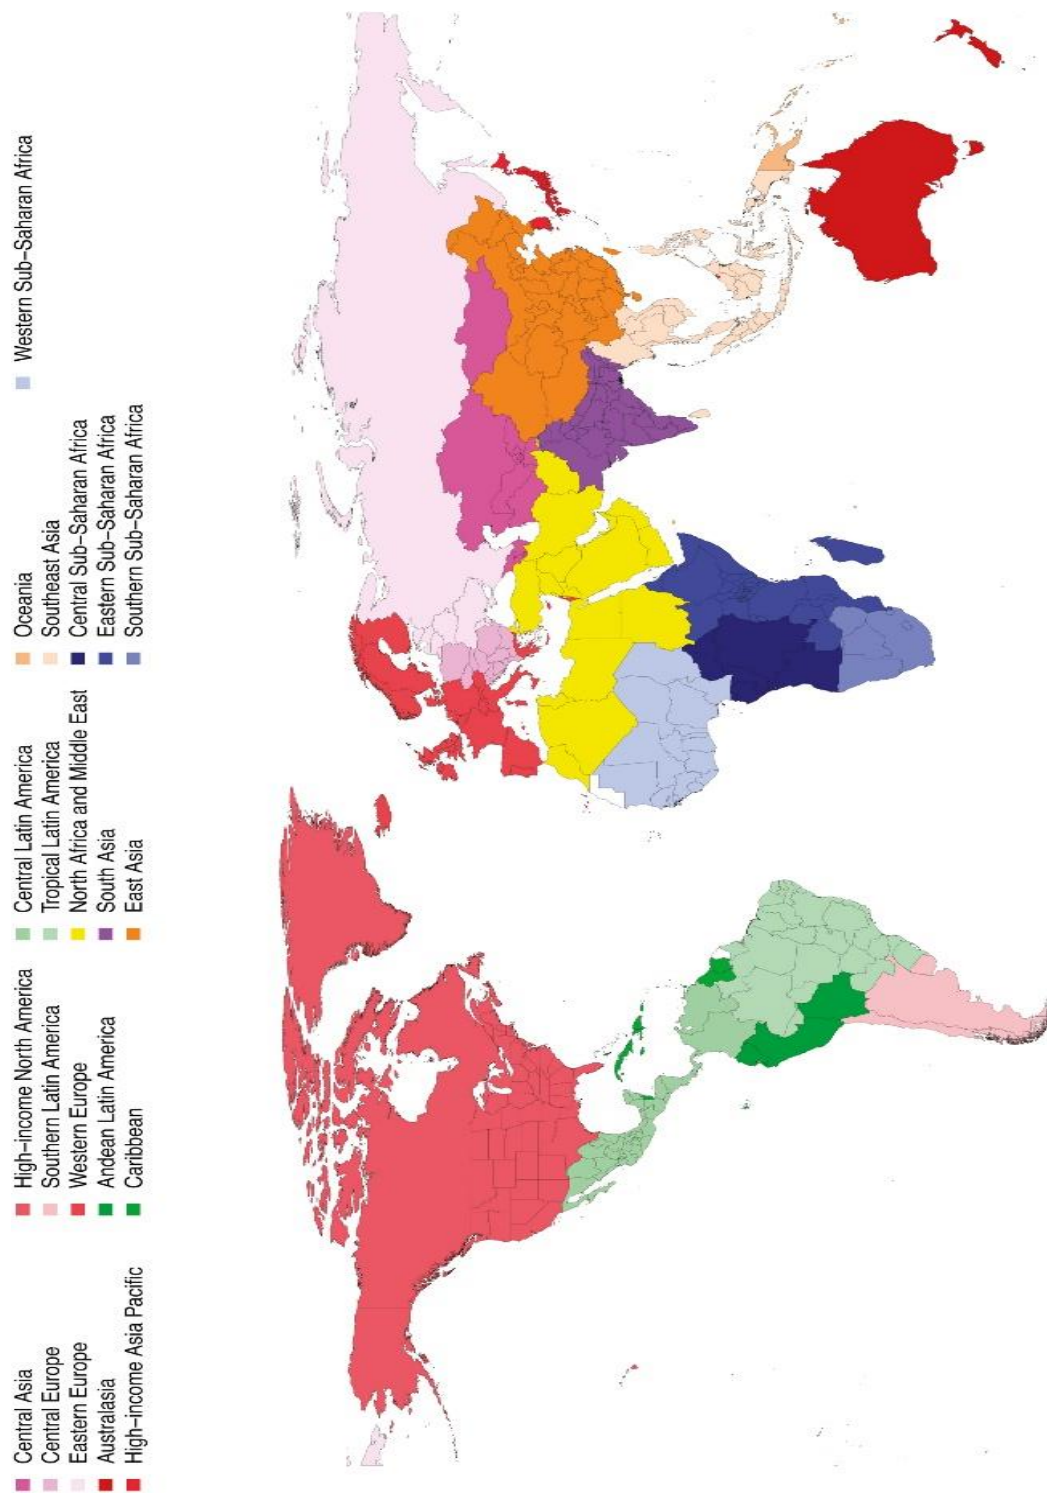 Central Asia
Central Europe
Eastern Europe
Australasia
High−income Asia Pacific
High−income North America
Southern Latin America
Western Europe
Andean Latin America
Caribbean
Central Latin America
Tropical Latin America
North Africa and Middle East
South Asia
East Asia
Oceania
Southeast Asia
Central Sub−Saharan Africa
Eastern Sub−Saharan Africa
Southern Sub−Saharan Africa
Western Sub−Saharan Africa